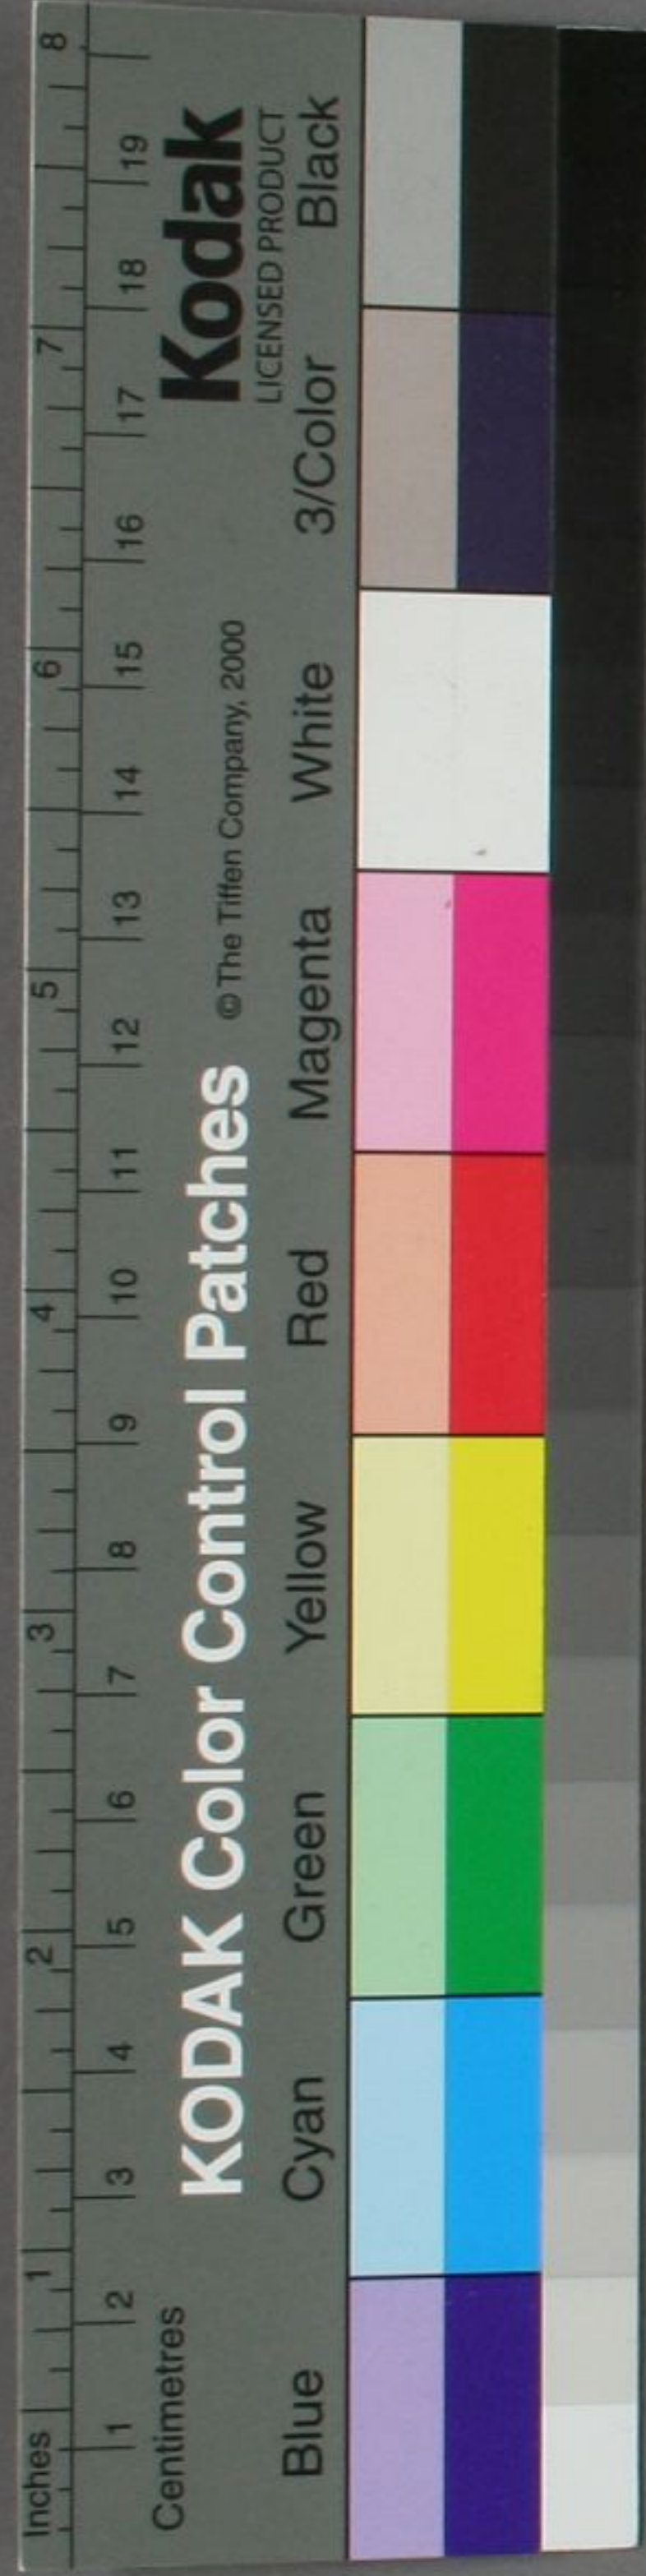 Inches 1 2 3 4 5 6 7 8
1 2 3 4 5 6 7 8 9 10 11 12 13 14 15 16 17 18 19
Centimetres
KODAK Color Control Patches © The Tiffen Company, 2000 Kodak
LICENSED PRODUCT
Blue Cyan Green Yellow Red Magenta White 3/Color Black